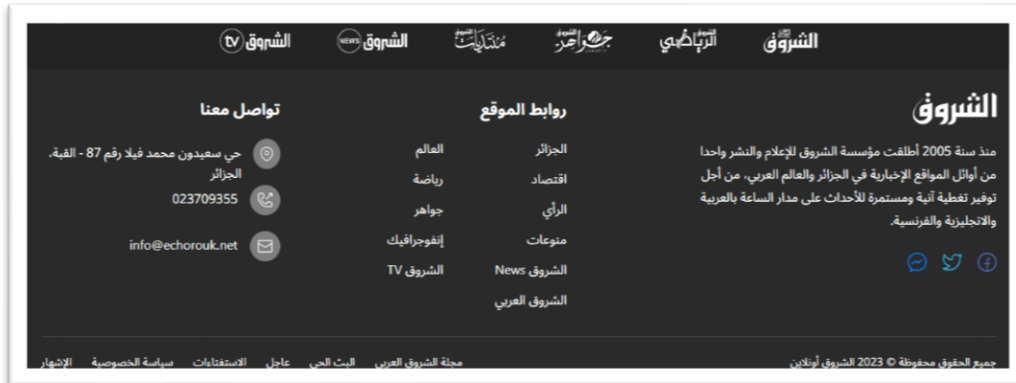 الشروق الرياضي جواهر الشروق منتديات الشروق الشروق NEWS الشروق TV
الشروق
منذ سنة 2005 أطلقت مؤسسة الشروق للإعلام والنشر واحدا
من أوائل المواقع الإخبارية في الجزائر والعالم العربي، من أجل
توفير تغطية آنية ومستمرة للأحداث على مدار الساعة بالعربية
والانجليزية والفرنسية.
روابط الموقع
الجزائر العالم
اقتصاد رياضة
الرأي جواهر
منوعات إنفوجرافيك
الشروق News الشروق TV
الشروق العربي
تواصل معنا
حي سعيدون محمد فيلا رقم 87 - القبة،
الجزائر
023709355
info@echorouk.net
جميع الحقوق محفوظة © 2023 الشروق أونلاين
مجلة الشروق العربي البث الحي عاجل الاستفتاءات سياسة الخصوصية الإشهار